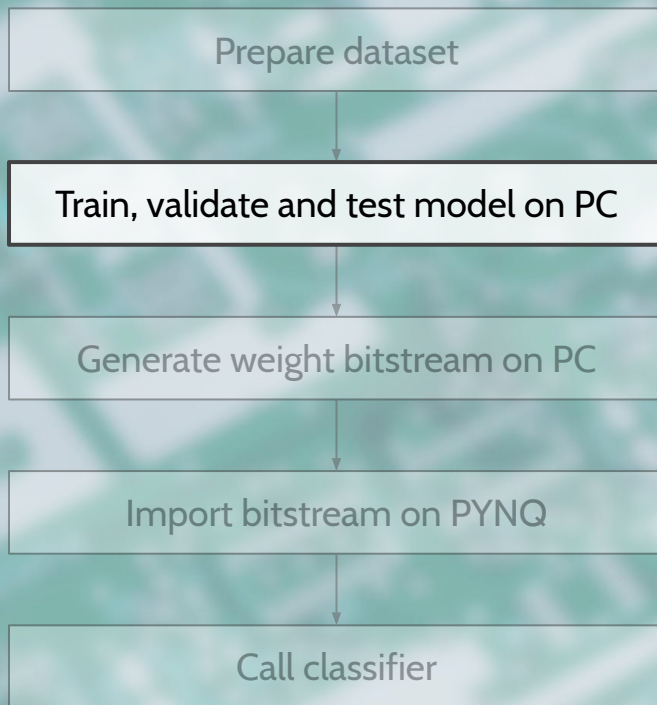 Prepare dataset
Train, validate and test model on PC
Generate weight bitstream on PC
Import bitstream on PYNQ
Call classifier